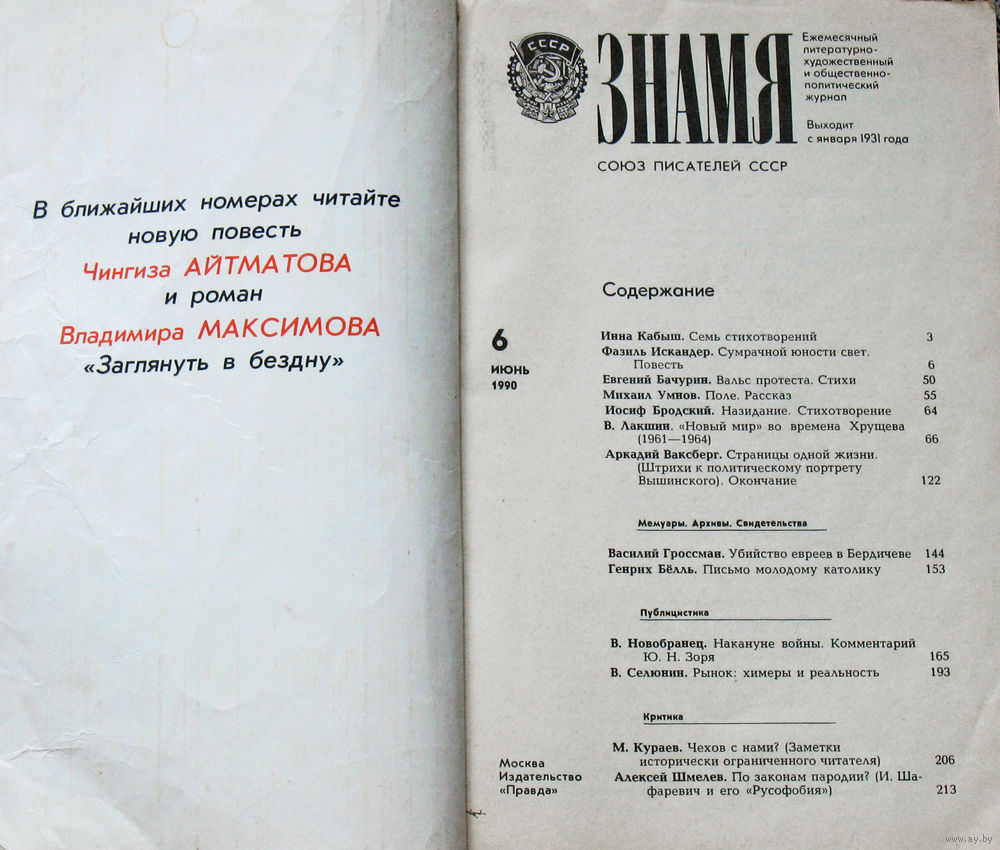 В ближайших номерах читайте
новую повесть
Чингиза АЙТМАТОВА
и роман
Владимира МАКСИМОВА
«Заглянуть в бездну»
СССР
ЗНАМЯ
Ежемесячный
литературно-
художественный
и общественно-
политический
журнал
Выходит
с января 1931 года
СОЮЗ ПИСАТЕЛЕЙ СССР
Содержание
6
ИЮНЬ
1990
Инна Кабыш. Семь стихотворений 3
Фазиль Искандер. Сумрачной юности свет.
Повесть 6
Евгений Бачурин. Вальс протеста. Стихи 50
Михаил Умнов. Поле. Рассказ 55
Иосиф Бродский. Назидание. Стихотворение 64
В. Лакшин. «Новый мир» во времена Хрущева
(1961—1964) 66
Аркадий Ваксберг. Страницы одной жизни.
(Штрихи к политическому портрету
Вышинского). Окончание 122
Мемуары. Архивы. Свидетельства
Василий Гроссман. Убийство евреев в Бердичеве 144
Генрих Бёлль. Письмо молодому католику 153
Публицистика
В. Новобранец. Накануне войны. Комментарий
Ю. Н. Зоря 165
В. Селюнин. Рынок: химеры и реальность 193
Критика
М. Кураев. Чехов с нами? (Заметки
исторически ограниченного читателя) 206
Алексей Шмелев. По законам пародии? (И. Ша-
фаревич и его «Русофобия») 213
Москва
Издательство
«Правда»
www.ay.by